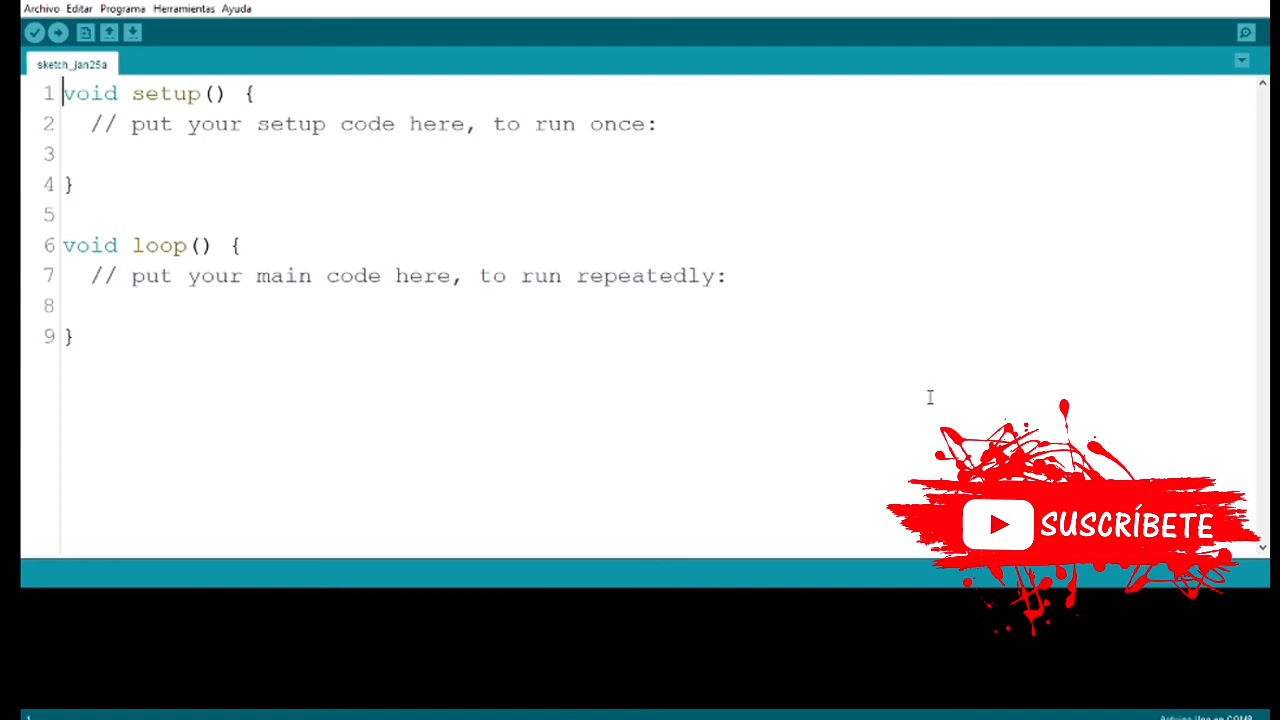 Archivo Editar Programa Herramientas Ayuda
sketch_jan25a
1 void setup() {
2 // put your setup code here, to run once:
3
4 }
5
6 void loop() {
7 // put your main code here, to run repeatedly:
8
9 }
SUSCRÍBETE